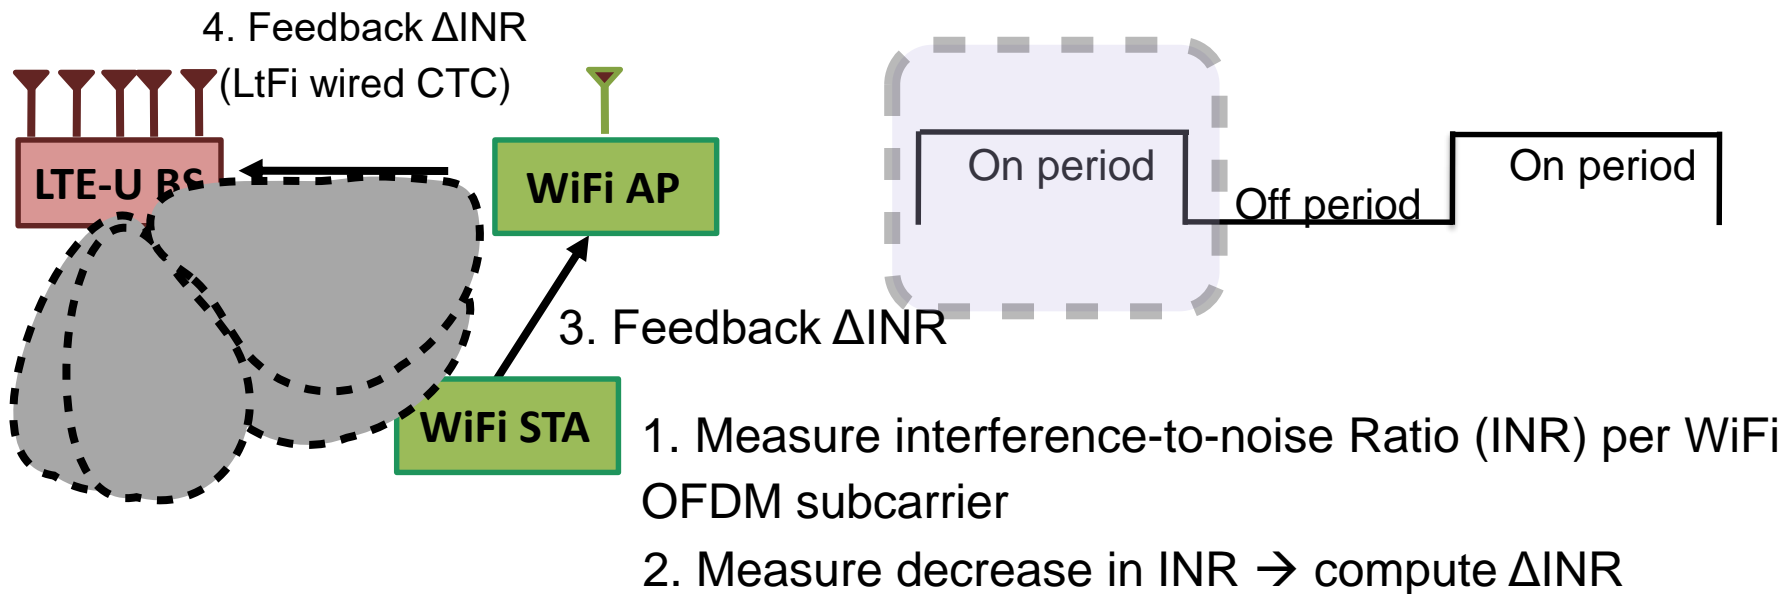 4. Feedback ΔINR
(LtFi wired CTC)
LTE-U BS
WiFi AP
On period
Off period
On period
3. Feedback ΔINR
WiFi STA
1. Measure interference-to-noise Ratio (INR) per WiFi
OFDM subcarrier
2. Measure decrease in INR → compute ΔINR